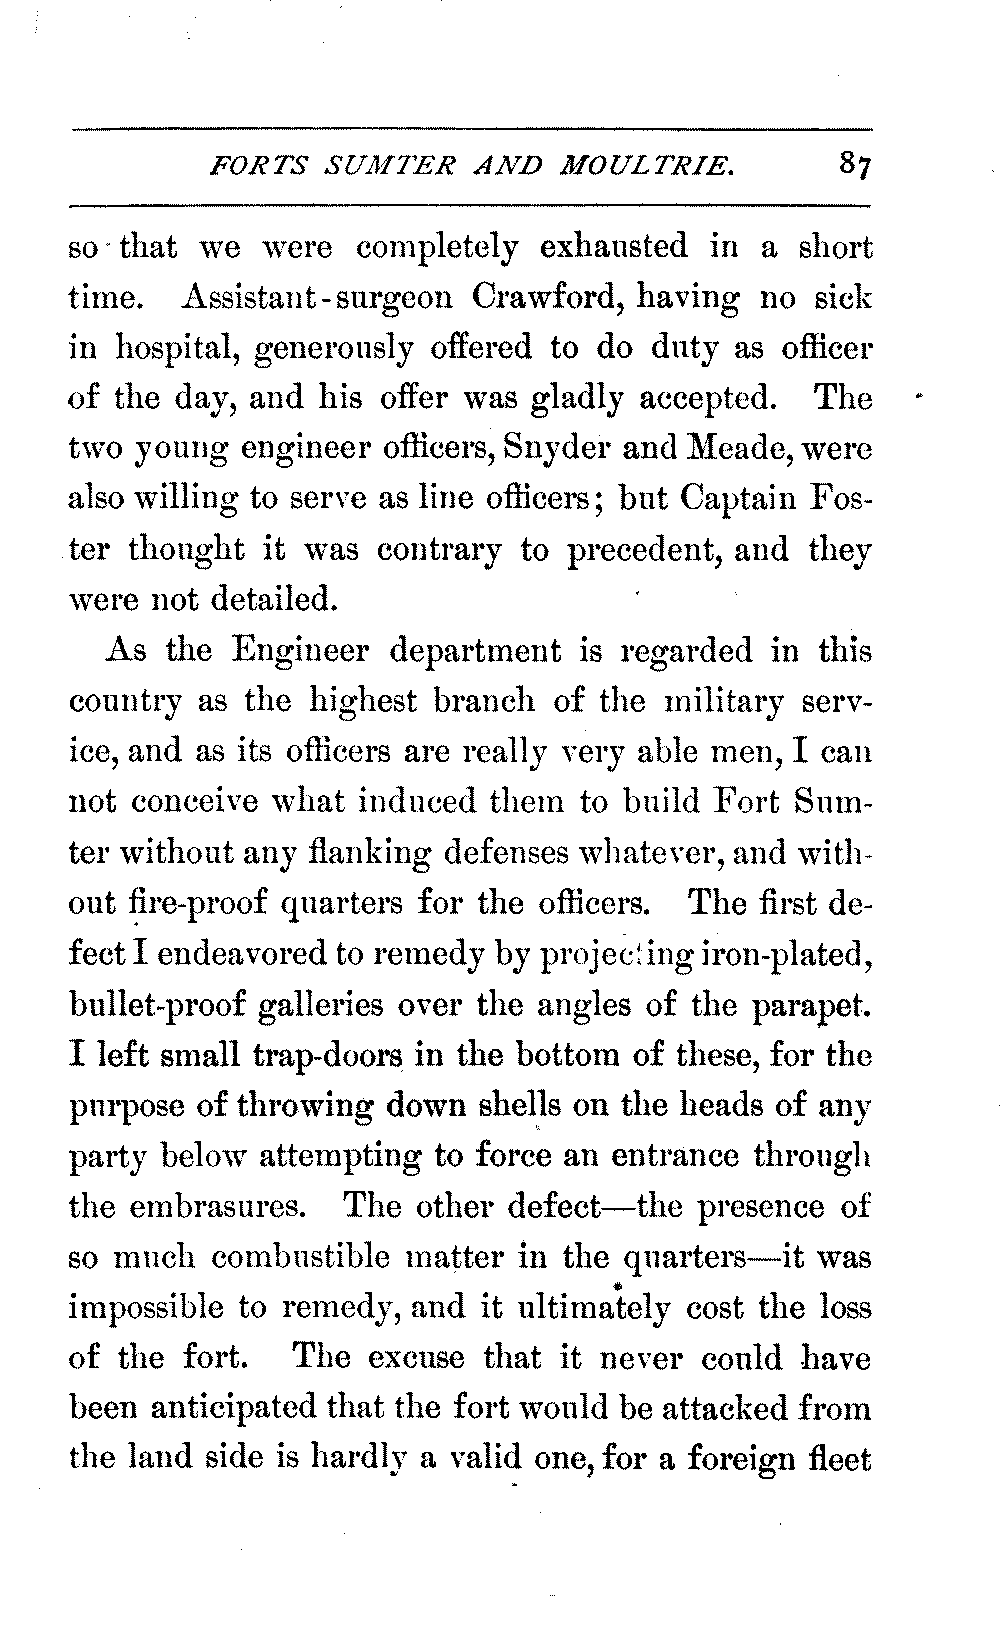 FORTS SUMTER AND MOULTRIE. 87
so that we were completely exhausted in a short
time. Assistant-surgeon Crawford, having no sick
in hospital, generously offered to do duty as officer
of the day, and his offer was gladly accepted. The
two young engineer officers, Snyder and Meade, were
also willing to serve as line officers; but Captain Fos-
ter thought it was contrary to precedent, and they
were not detailed.
As the Engineer department is regarded in this
country as the highest branch of the military serv-
ice, and as its officers are really very able men, I can
not conceive what induced them to build Fort Sum-
ter without any flanking defenses whatever, and with-
out fire-proof quarters for the officers. The first de-
fect I endeavored to remedy by projecting iron-plated,
bullet-proof galleries over the angles of the parapet.
I left small trap-doors in the bottom of these, for the
purpose of throwing down shells on the heads of any
party below attempting to force an entrance through
the embrasures. The other defect—the presence of
so much combustible matter in the quarters—it was
impossible to remedy, and it ultimately cost the loss
of the fort. The excuse that it never could have
been anticipated that the fort would be attacked from
the land side is hardly a valid one, for a foreign fleet